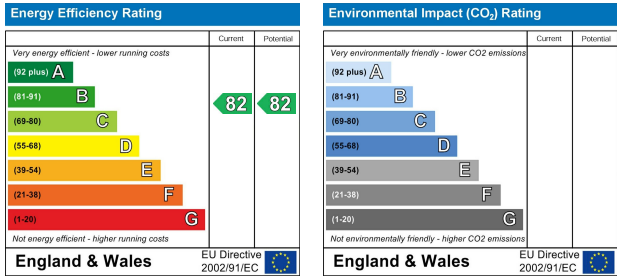 Energy Efficiency Rating
Current Potential
Very energy efficient - lower running costs
(92 plus) A
(81-91) B
82 82
(69-80) C
(55-68) D
(39-54) E
(21-38) F
(1-20) G
Not energy efficient - higher running costs
England & Wales
EU Directive
2002/91/EC
Environmental Impact (CO₂) Rating
Current Potential
Very environmentally friendly - lower CO2 emissions
(92 plus) A
(81-91) B
(69-80) C
(55-68) D
(39-54) E
(21-38) F
(1-20) G
Not environmentally friendly - higher CO2 emissions
England & Wales
EU Directive
2002/91/EC